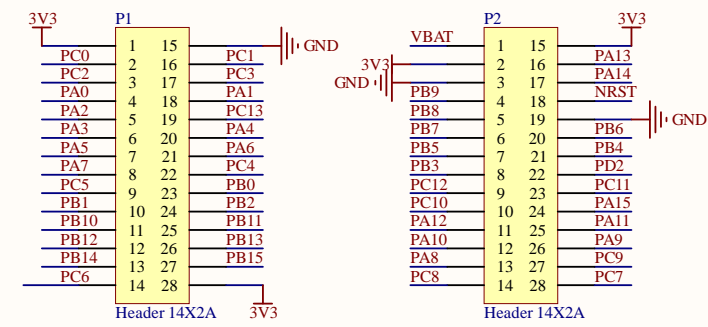 3V3 P1 P2 3V3
1 15 GND VBAT 1 15
PC0 2 16 PC1 3V3 2 16 PA13
PC2 3 17 PC3 GND 3 17 PA14
PA0 4 18 PA1 PB9 4 18 NRST
PA2 5 19 PC13 PB8 5 19 GND
PA3 6 20 PA4 PB7 6 20 PB6
PA5 7 21 PA6 PB5 7 21 PB4
PA7 8 22 PC4 PB3 8 22 PD2
PC5 9 23 PB0 PC12 9 23 PC11
PB1 10 24 PB2 PC10 10 24 PA15
PB10 11 25 PB11 PA12 11 25 PA11
PB12 12 26 PB13 PA10 12 26 PA9
PB14 13 27 PB15 PA8 13 27 PC9
PC6 14 28 PC8 14 28 PC7
Header 14X2A 3V3 Header 14X2A